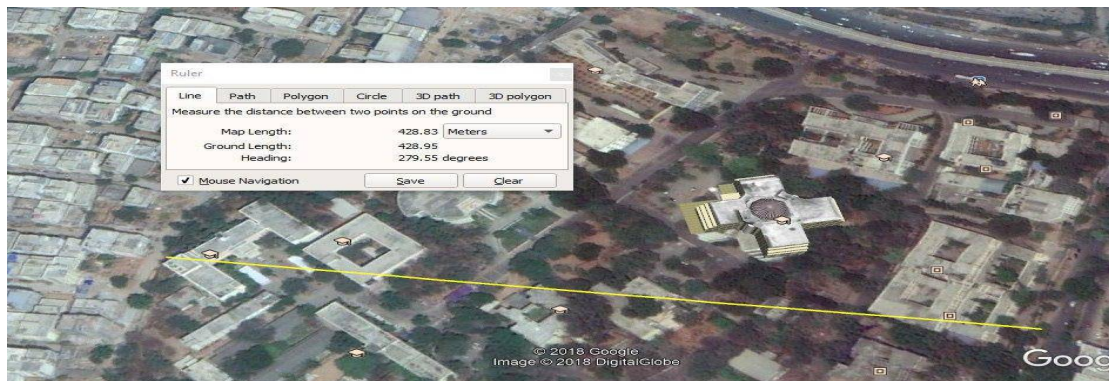 Ruler
Line Path Polygon Circle 3D path 3D polygon
Measure the distance between two points on the ground
Map Length: 428.83 Meters
Ground Length: 428.95
Heading: 279.55 degrees
Mouse Navigation Save Clear
© 2018 Google
Image © 2018 DigitalGlobe
Goog